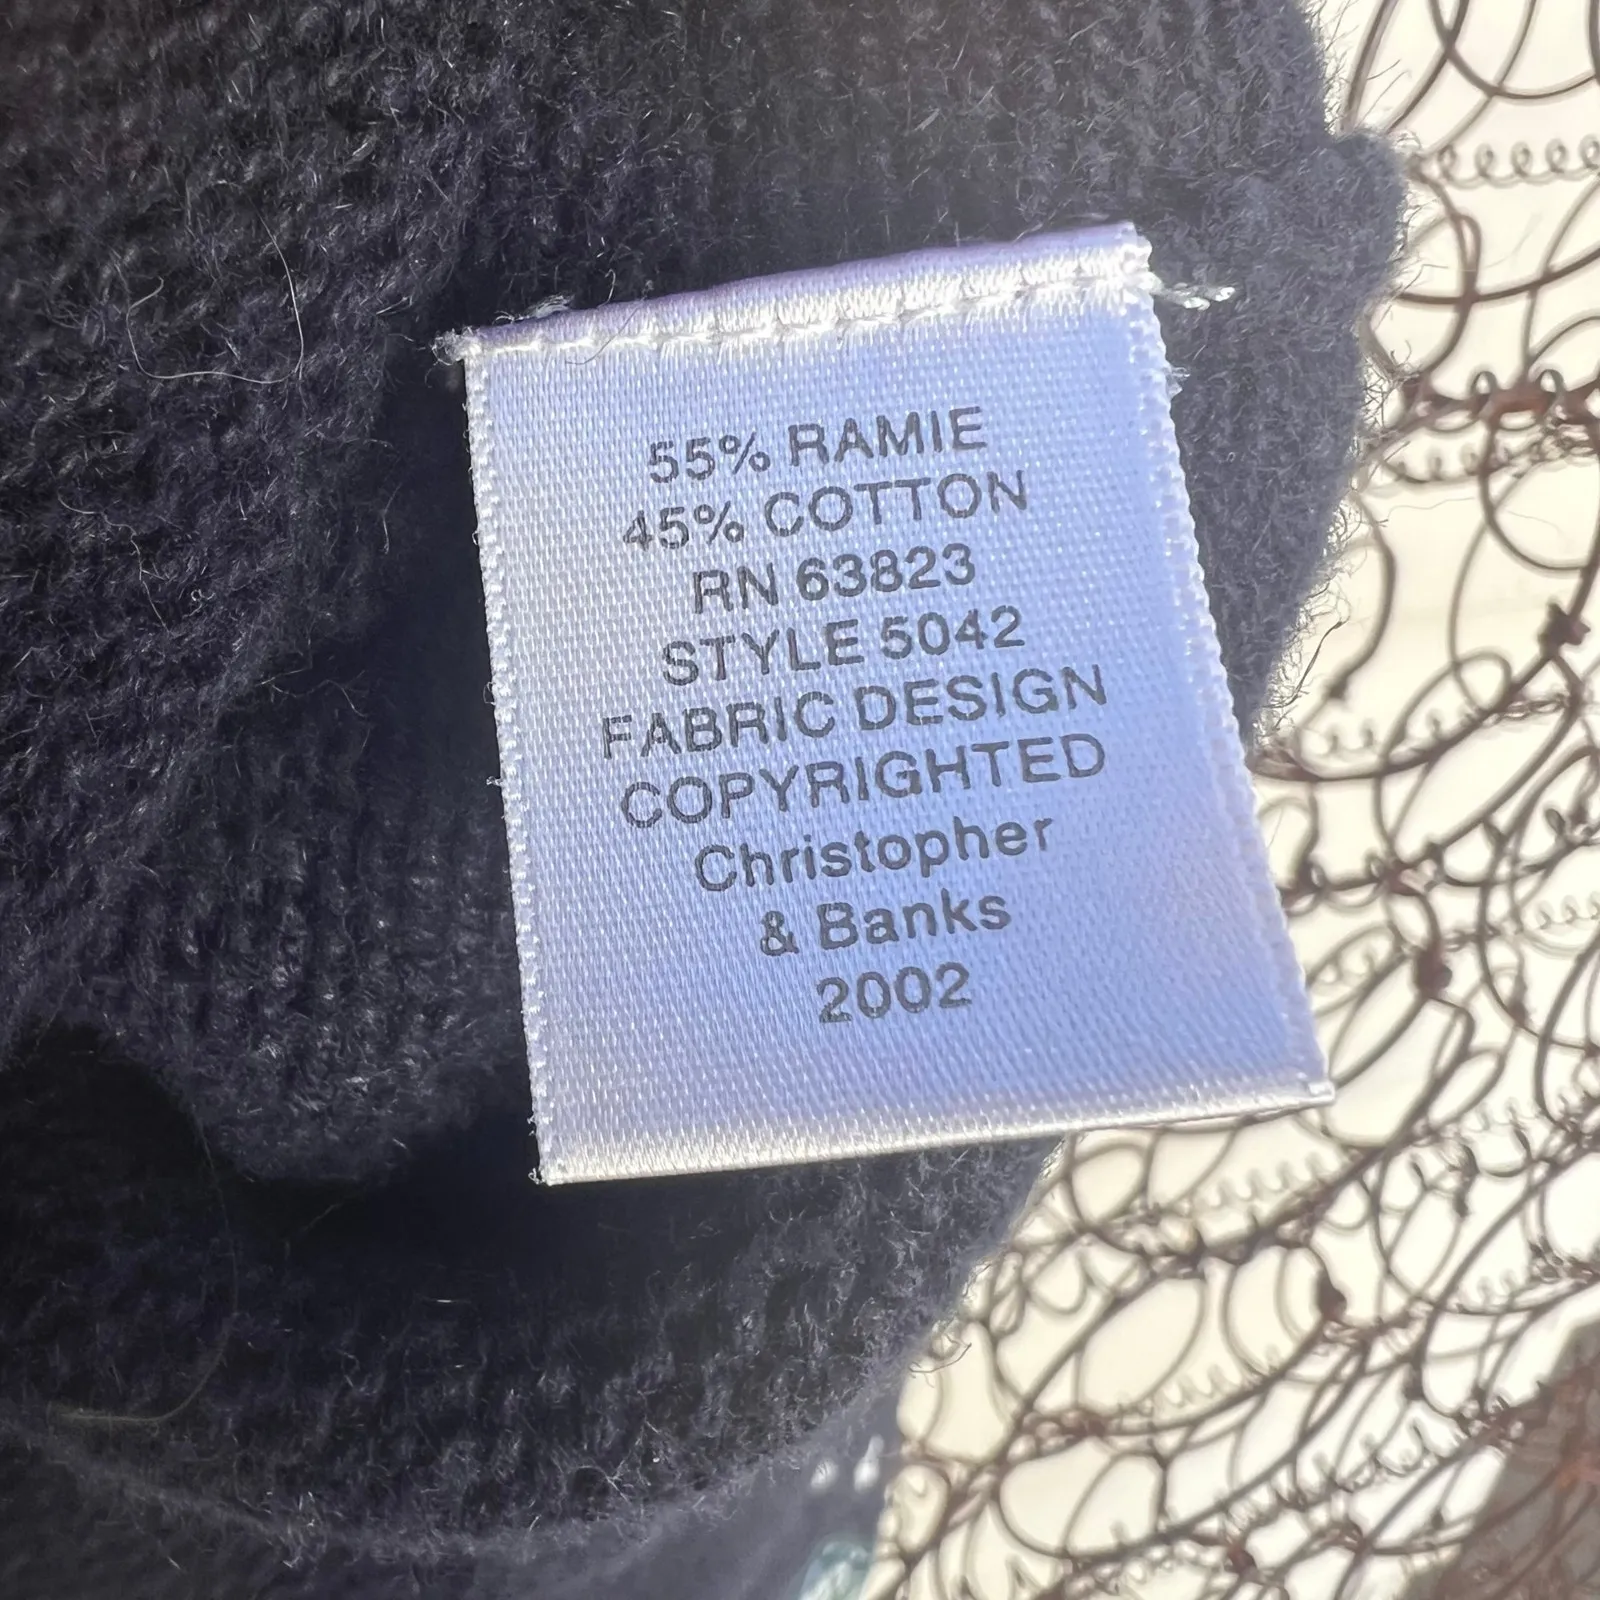 55% RAMIE
45% COTTON
RN 63823
STYLE 5042
FABRIC DESIGN
COPYRIGHTED
Christopher
& Banks
2002